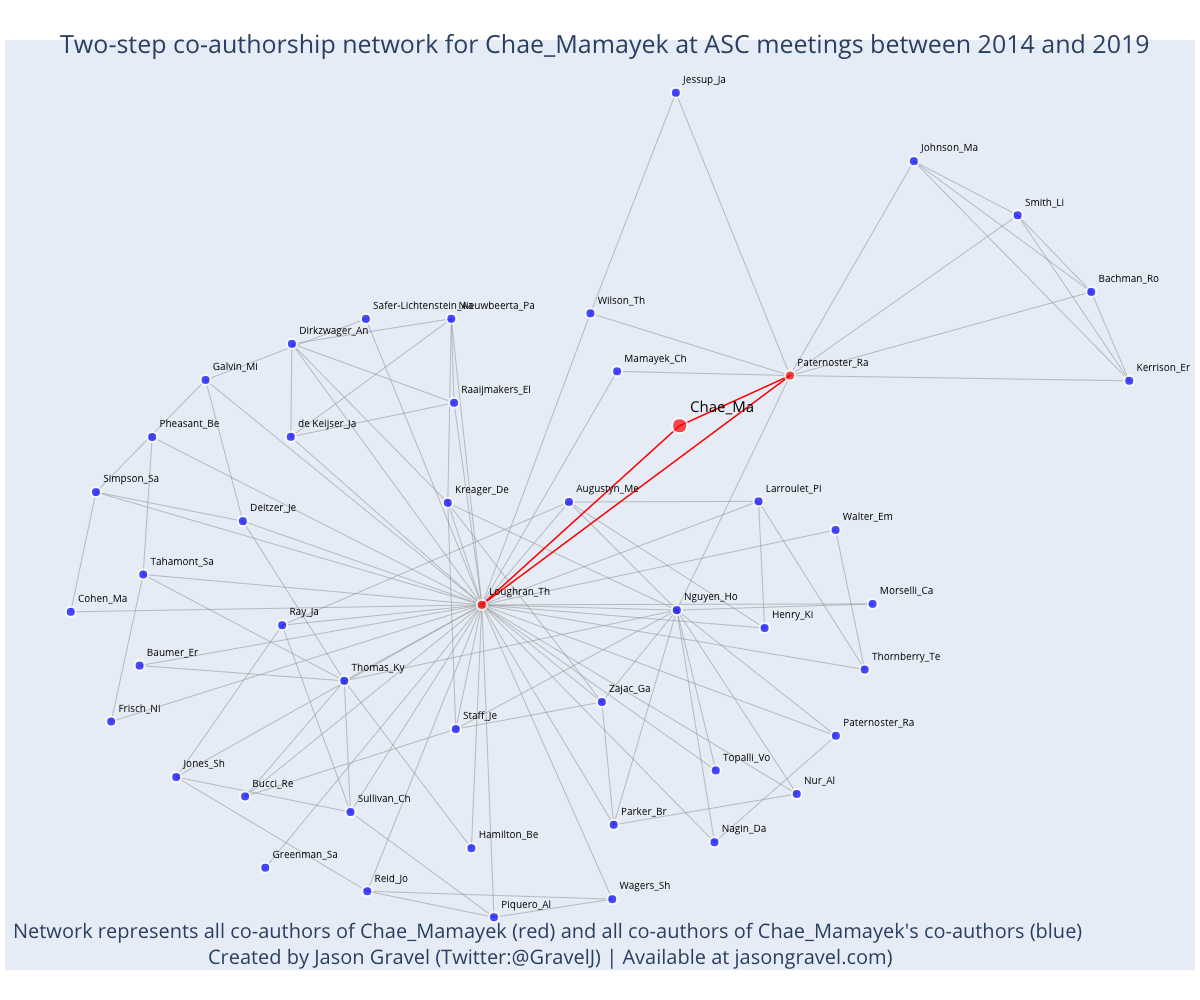 Two-step co-authorship network for Chae_Mamayek at ASC meetings between 2014 and 2019
Jessup_Ja
Johnson_Ma
Smith_Li
Bachman_Ro
Safer-Lichtenstein
Nieuwbeerta_Pa
Wilson_Th
Dirkzwager_An
Mamayek_Ch
Paternoster_Ra
Galvin_Mi
Kerrison_Er
Raaijmakers_El
Chae_Ma
Pheasant_Be
de Keijser_Ja
Simpson_Sa
Kreager_De
Augustyn_Me
Larroulet_Pi
Deitzer_Je
Walter_Em
Tahamont_Sa
Loughran_Th
Morselli_Ca
Cohen_Ma
Nguyen_Ho
Ray_Ja
Henry_Ki
Baumer_Er
Thornberry_Te
Thomas_Ky
Zajac_Ga
Frisch_Ni
Staff_Je
Paternoster_Ra
Topalli_Vo
Jones_Sh
Bucci_Re
Nur_Al
Sullivan_Ch
Parker_Br
Nagin_Da
Hamilton_Be
Greenman_Sa
Reid_Jo
Wagers_Sh
Piquero_Al
Network represents all co-authors of Chae_Mamayek (red) and all co-authors of Chae_Mamayek's co-authors (blue)
Created by Jason Gravel (Twitter:@GravelJ) | Available at jasongravel.com)